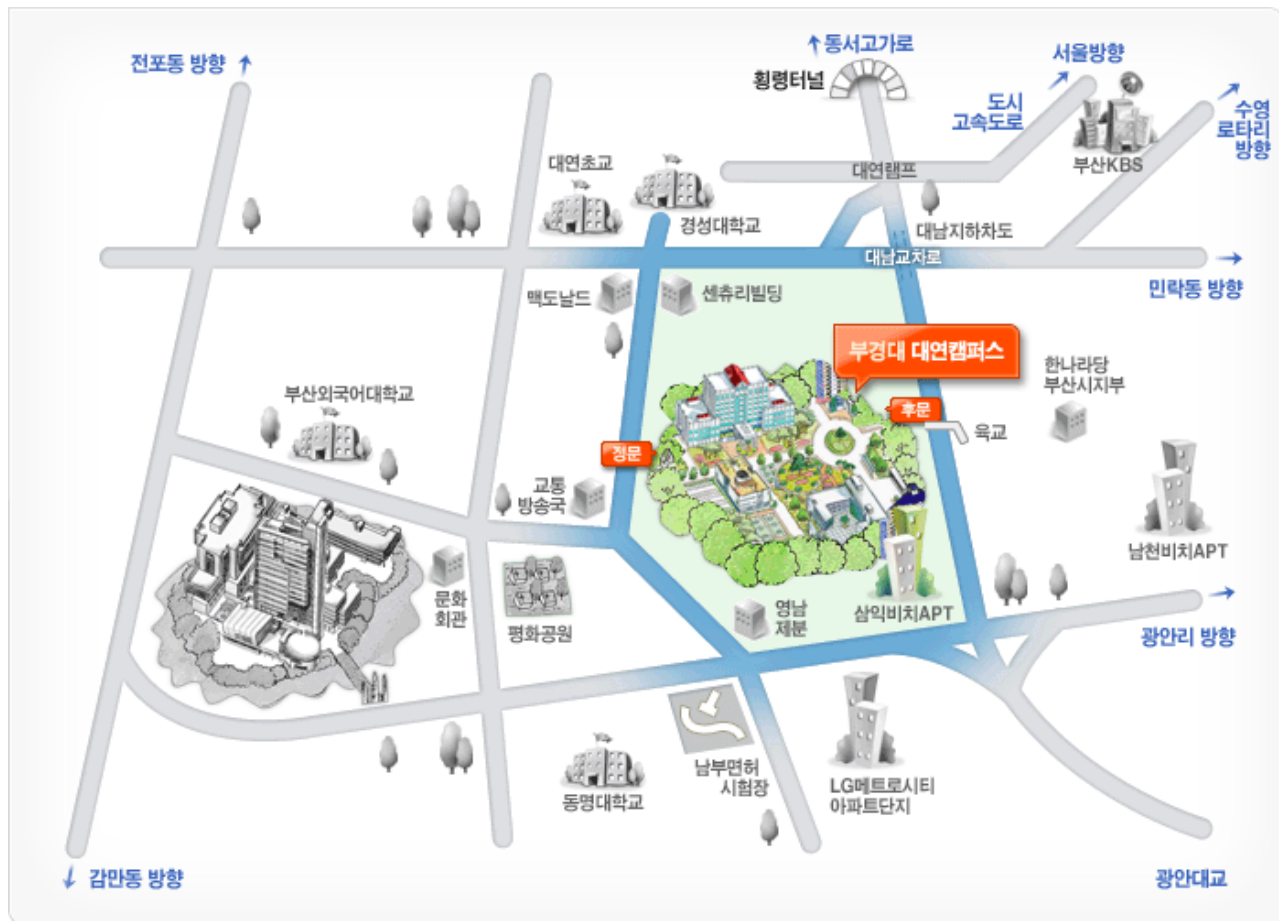 전포동 방향
동서고가로
횡령터널
서울방향
도시
고속도로
수영
로타리
방향
부산KBS
대연초교
경성대학교
대연램프
대남지하차도
대남교차로
민락동 방향
맥도날드
센츄리빌딩
부경대 대연캠퍼스
한나라당
부산시지부
후문
육교
부산외국어대학교
정문
교통
방송국
남천비치APT
문화
회관
평화공원
영남
제분
삼익비치APT
광안리 방향
동명대학교
남부면허
시험장
LG메트로시티
아파트단지
감만동 방향
광안대교